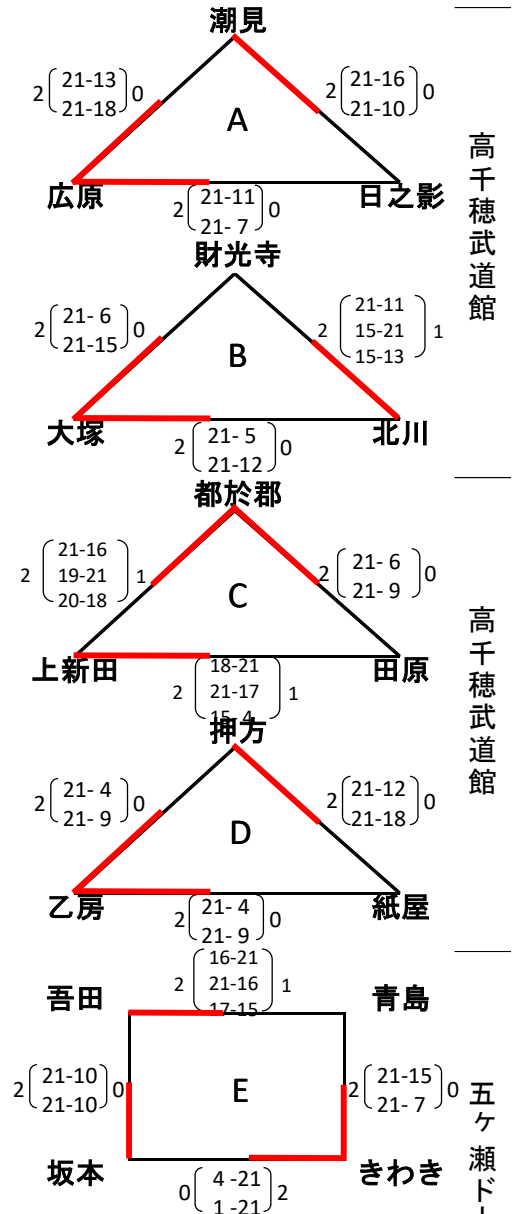 潮見
2 21-13 0
21-18
2 21-16 0
21-10
A
広原
日之影
2 21-11 0
21- 7
高千穂武道館
財光寺
2 21- 6 0
21-15
2 21-11 1
15-21
15-13
B
大塚
北川
2 21- 5 0
21-12
都於郡
2 21-16 1
19-21
20-18
2 21- 6 0
21- 9
C
上新田
田原
2 18-21 1
21-17
15- 4
高千穂武道館
押方
2 21- 4 0
21- 9
2 21-12 0
21-18
D
乙房
紙屋
2 21- 4 0
21- 9
吾田
青島
2 16-21 1
21-16
17-15
2 21-10 0
21-10
E
2 21-15 0
21- 7
坂本
きわき
0 4 -21 2
1 -21
五ヶ瀬ドー